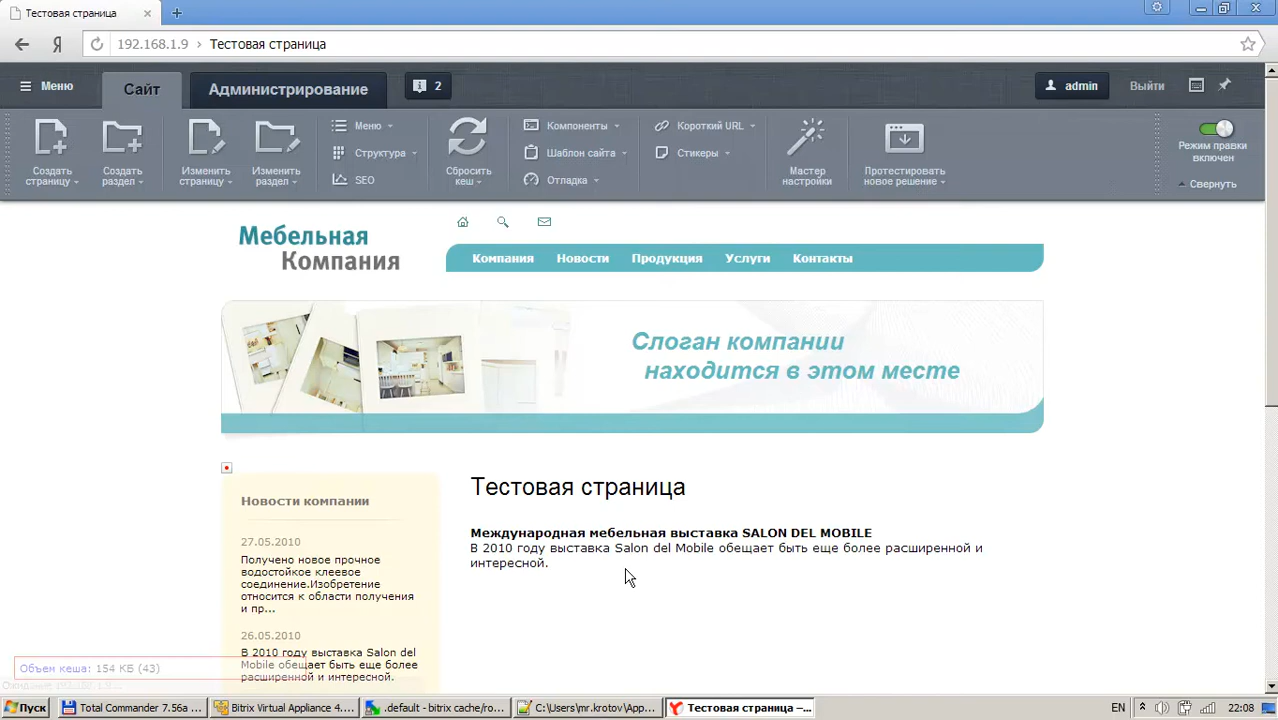 Тестовая страница
192.168.1.9 › Тестовая страница
Меню
Сайт
Администрирование
2
admin
Выйти
Создать страницу
Создать раздел
Изменить страницу
Изменить раздел
Меню
Структура
SEO
Сбросить кеш
Компоненты
Шаблон сайта
Отладка
Короткий URL
Стикеры
Мастер настройки
Протестировать новое решение
Режим правки включен
Свернуть
Мебельная
Компания
Компания Новости Продукция Услуги Контакты
Слоган компании
находится в этом месте
Новости компании
27.05.2010
Получено новое прочное
водостойкое клеевое
соединение.Изобретение
относится к области получения
и пр...
26.05.2010
В 2010 году выставка Salon del
Mobile обещает быть еще более
расширенной и интересной.
Тестовая страница
Международная мебельная выставка SALON DEL MOBILE
В 2010 году выставка Salon del Mobile обещает быть еще более расширенной и
интересной.
Объем кеша: 154 КБ (43)
Пуск
Total Commander 7.56a ...
Bitrix Virtual Appliance 4....
.default - bitrix cache/ro...
C:\Users\mr.krotov\App...
Тестовая страница —...
EN
22:08